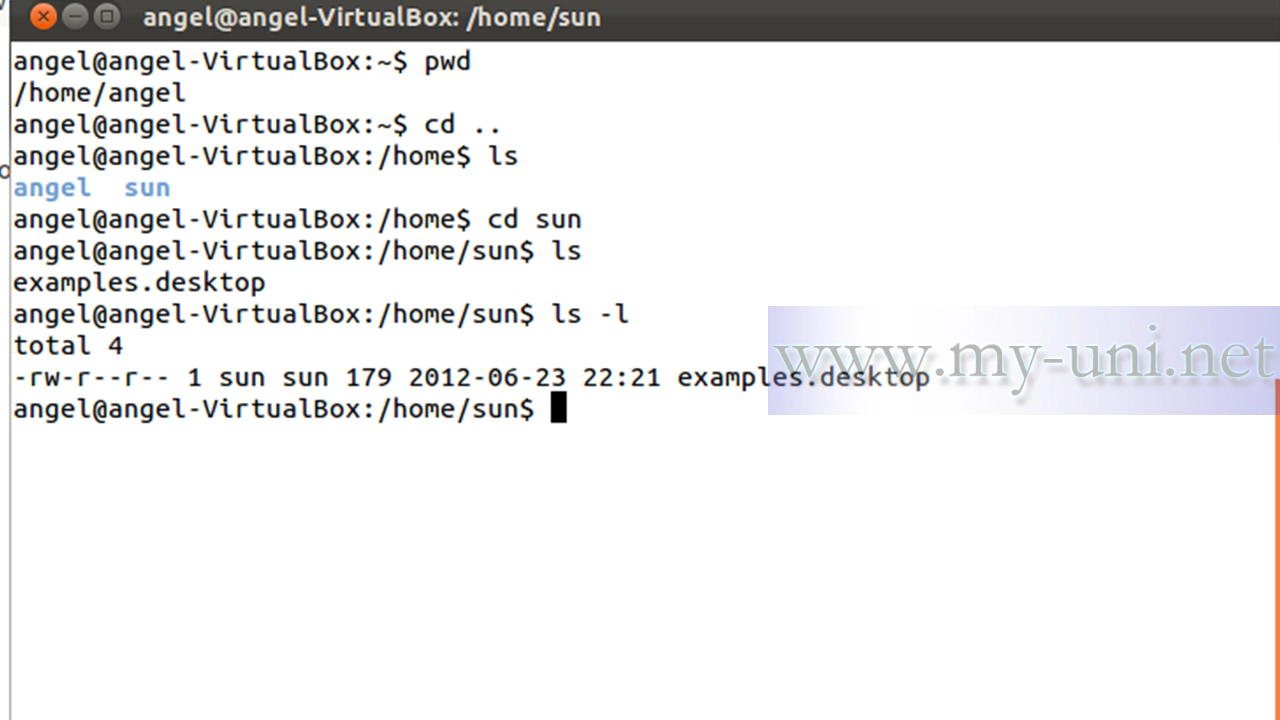 angel@angel-VirtualBox: /home/sun
angel@angel-VirtualBox:~$ pwd
/home/angel
angel@angel-VirtualBox:~$ cd ..
angel@angel-VirtualBox:/home$ ls
angel  sun
angel@angel-VirtualBox:/home$ cd sun
angel@angel-VirtualBox:/home/sun$ ls
examples.desktop
angel@angel-VirtualBox:/home/sun$ ls -l
total 4
-rw-r--r-- 1 sun sun 179 2012-06-23 22:21 examples.desktop
angel@angel-VirtualBox:/home/sun$
www.my-uni.net